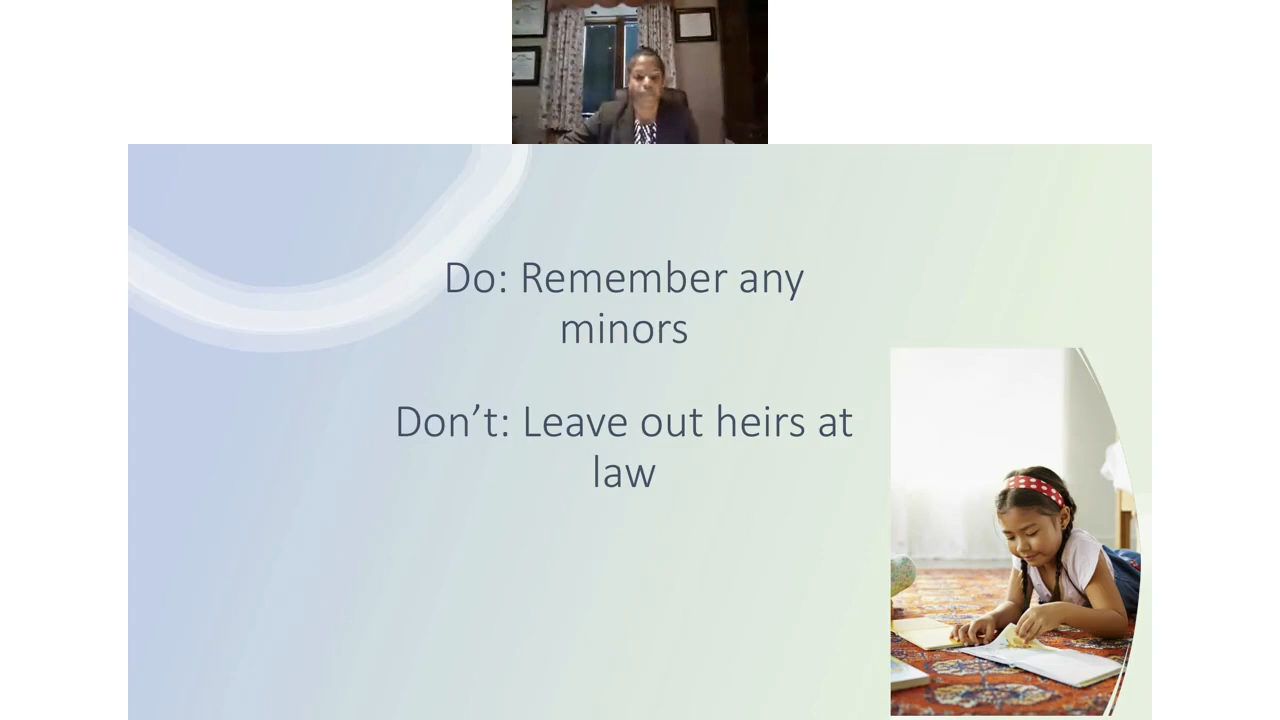 Do: Remember any
minors
Don’t: Leave out heirs at
law